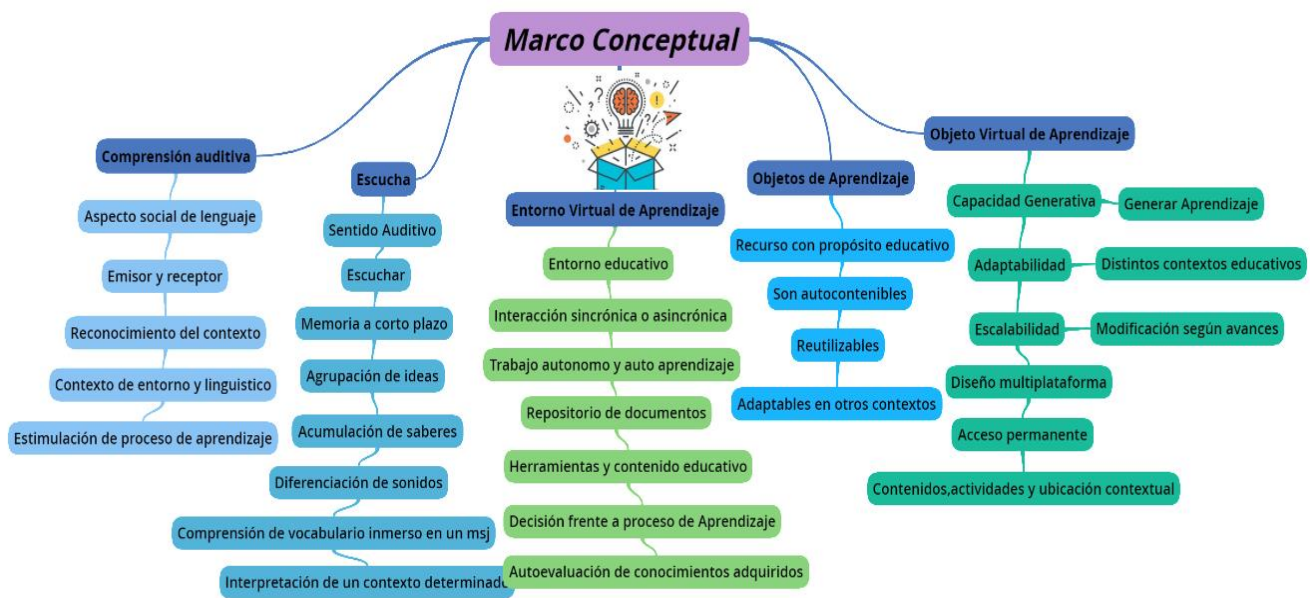 Marco Conceptual
Comprensión auditiva
Aspecto social de lenguaje
Emisor y receptor
Reconocimiento del contexto
Contexto de entorno y linguistico
Estimulación de proceso de aprendizaje
Escucha
Sentido Auditivo
Escuchar
Memoria a corto plazo
Agrupación de ideas
Acumulación de saberes
Diferenciación de sonidos
Comprensión de vocabulario inmerso en un msj
Interpretación de un contexto determinado
Entorno Virtual de Aprendizaje
Entorno educativo
Interacción sincrónica o asincrónica
Trabajo autonomo y auto aprendizaje
Repositorio de documentos
Herramientas y contenido educativo
Decisión frente a proceso de Aprendizaje
Autoevaluación de conocimientos adquiridos
Objetos de Aprendizaje
Recurso con propósito educativo
Son autocontenibles
Reutilizables
Adaptables en otros contextos
Objeto Virtual de Aprendizaje
Capacidad Generativa
Generar Aprendizaje
Adaptabilidad
Distintos contextos educativos
Escalabilidad
Modificación según avances
Diseño multiplataforma
Acceso permanente
Contenidos,actividades y ubicación contextual